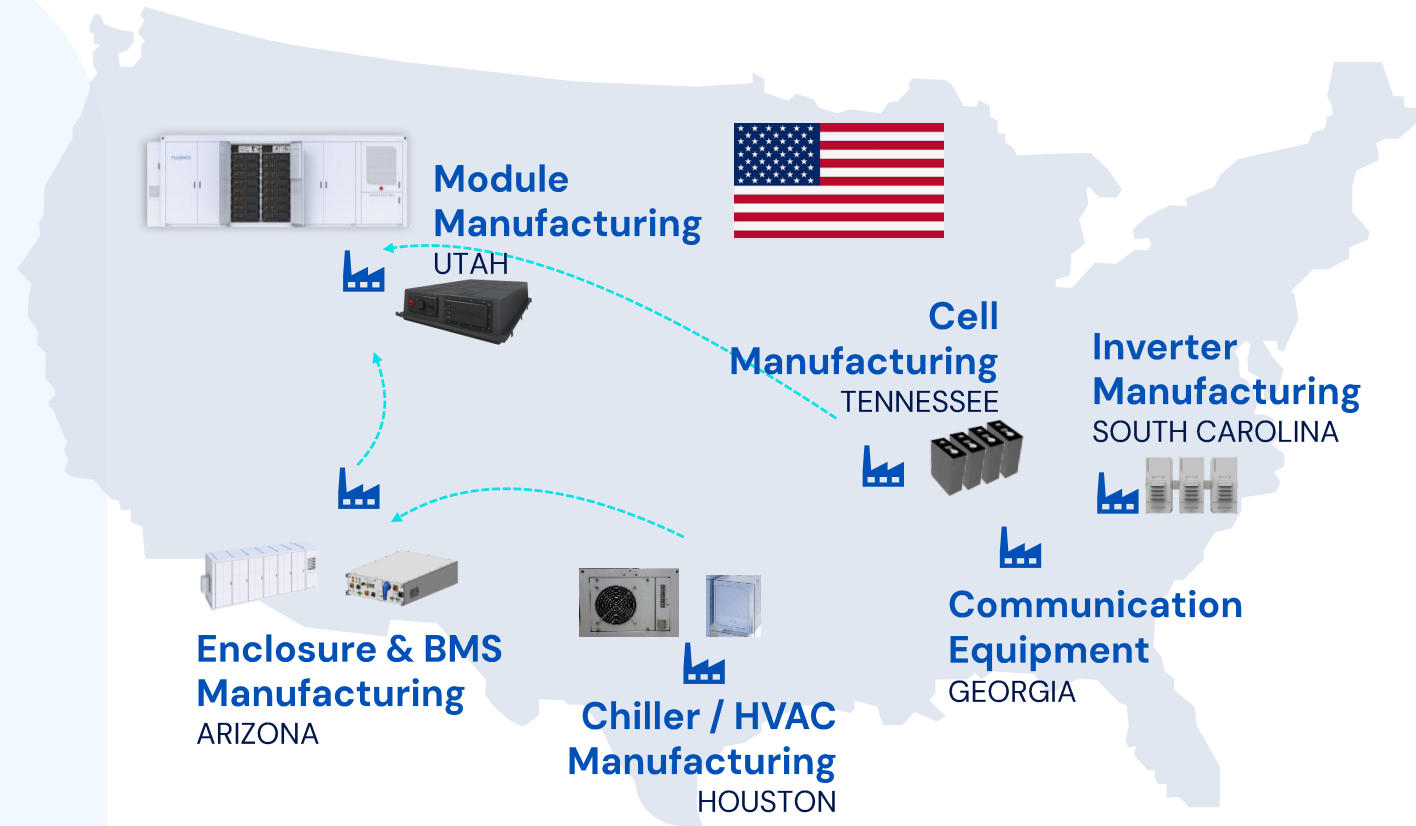 Module
Manufacturing
UTAH
Cell
Manufacturing
TENNESSEE
Inverter
Manufacturing
SOUTH CAROLINA
Enclosure & BMS
Manufacturing
ARIZONA
Chiller / HVAC
Manufacturing
HOUSTON
Communication
Equipment
GEORGIA